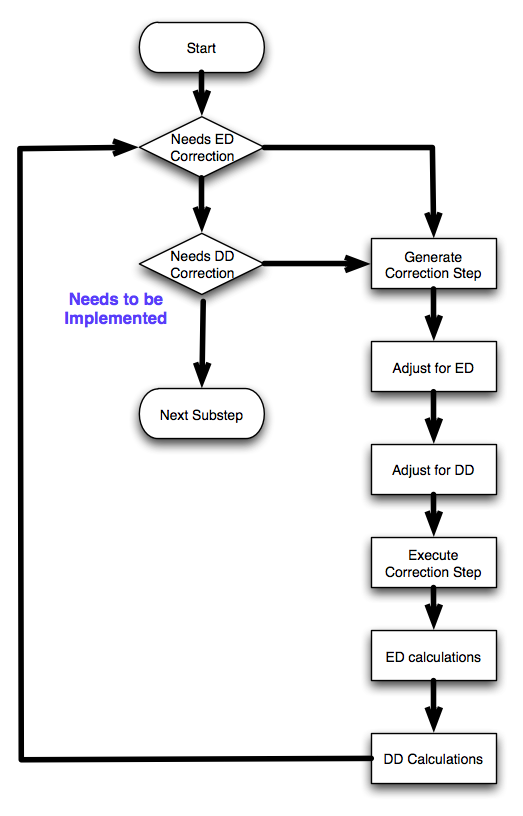 Start
Needs ED
Correction
Needs DD
Correction
Generate
Correction Step
Needs to be
Implemented
Adjust for ED
Next Substep
Adjust for DD
Execute
Correction Step
ED calculations
DD Calculations